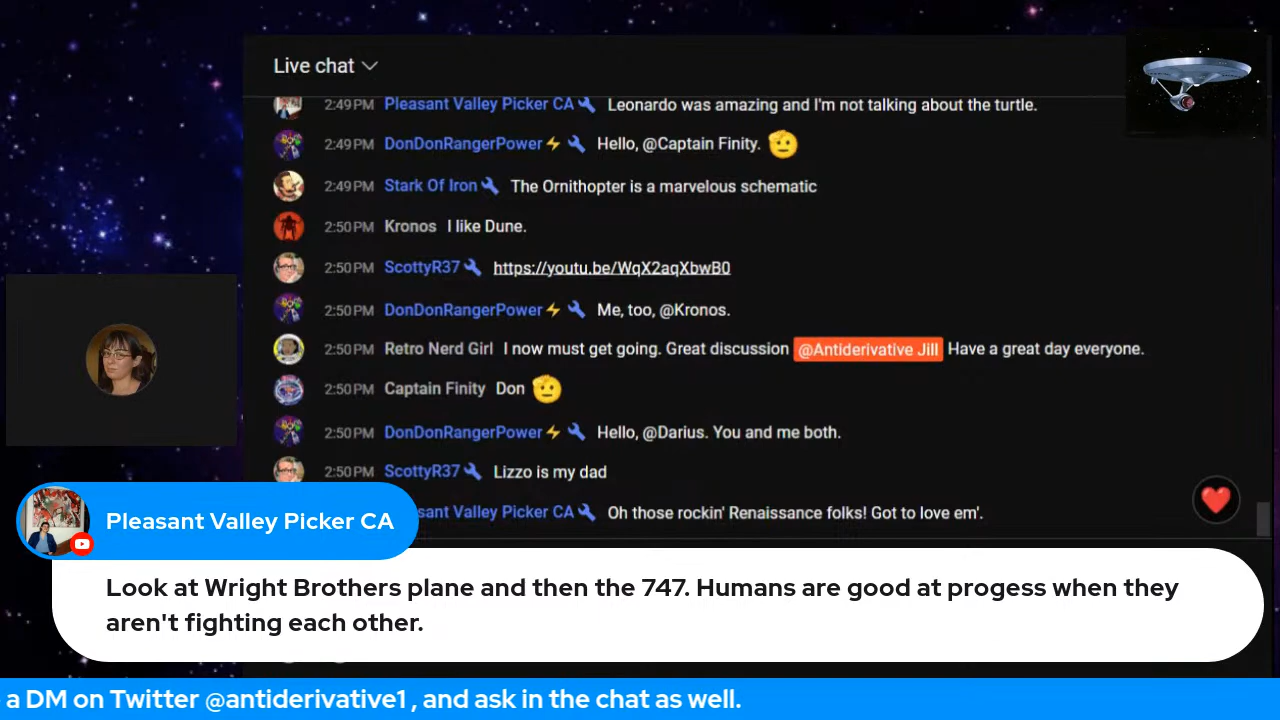 Live chat
2:49 PM Pleasant Valley Picker CA Leonardo was amazing and I'm not talking about the turtle.
2:49 PM DonDonRangerPower Hello, @Captain Finity.
2:49 PM Stark Of Iron The Ornithopter is a marvelous schematic
2:50 PM Kronos I like Dune.
2:50 PM ScottyR37 https://youtu.be/WqX2aqXbwB0
2:50 PM DonDonRangerPower Me, too, @Kronos.
2:50 PM Retro Nerd Girl I now must get going. Great discussion @Antiderivative Jill Have a great day everyone.
2:50 PM Captain Finity Don
2:50 PM DonDonRangerPower Hello, @Darius. You and me both.
2:50 PM ScottyR37 Lizzo is my dad
sant Valley Picker CA Oh those rockin' Renaissance folks! Got to love em'.
Pleasant Valley Picker CA
Look at Wright Brothers plane and then the 747. Humans are good at progess when they
aren't fighting each other.
a DM on Twitter @antiderivative1 , and ask in the chat as well.